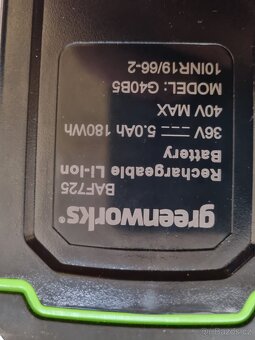 greenworks®
BAF725
Rechargeable Li-Ion
Battery
36V ⎓ 5.0Ah 180Wh
40V MAX
MODEL: G40B5
10INR19/66-2